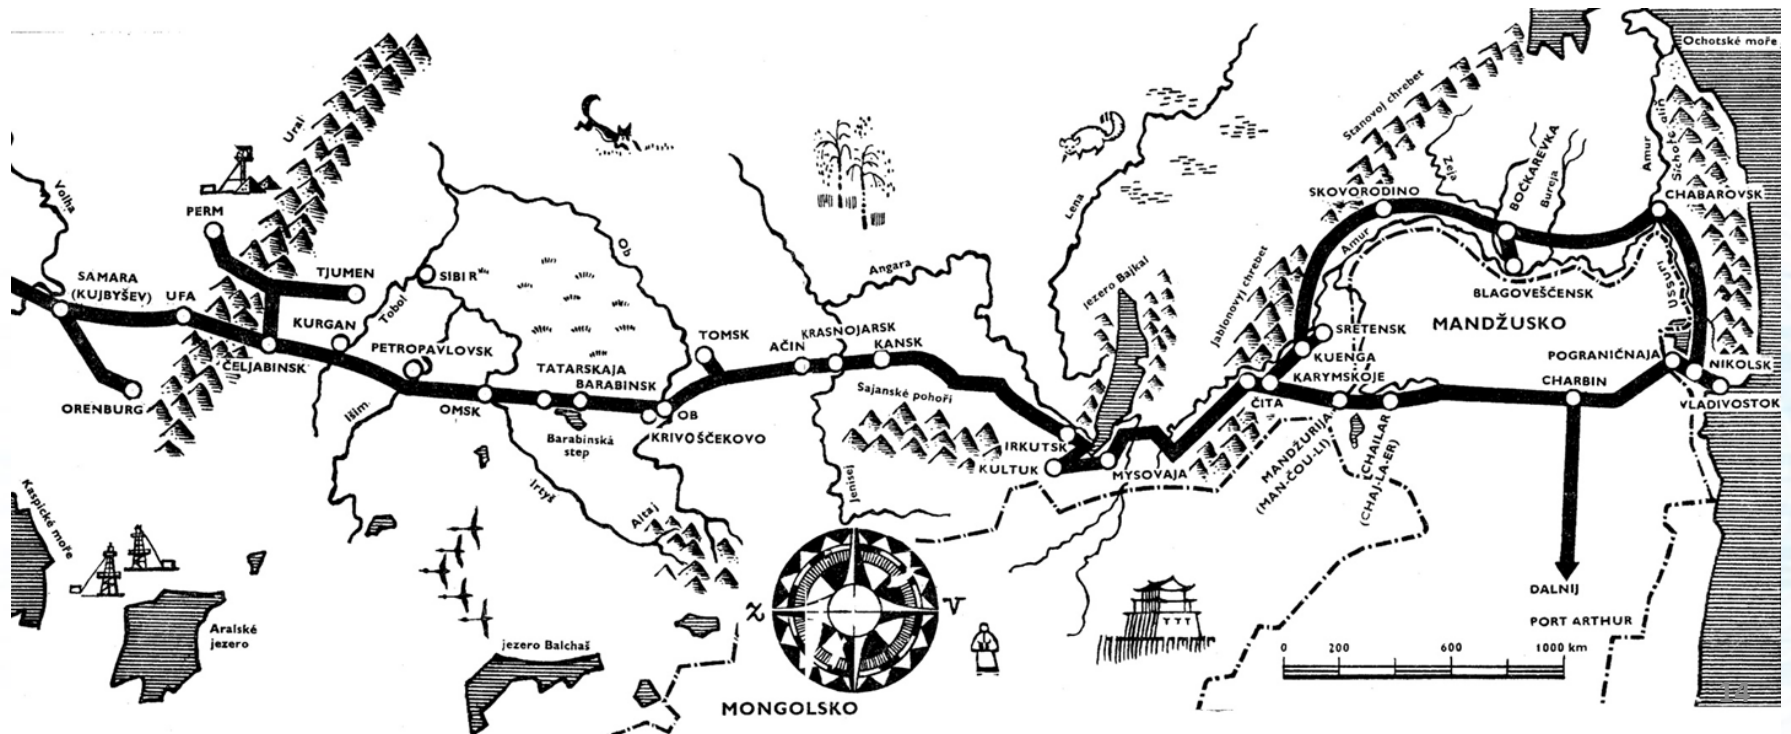 Ochotské moře
Ural
Stanovoj chrebet
Volha
Zeja
BOČKAREVKA
Bureja
Amur
Sichote
SKOVORODINO
CHABAROVSK
PERM
Lena
Ob
Amur
SAMARA
(KUJBYŠEV)
UFA
TJUMEN
SIBIR
Angara
jezero Bajkal
Jablonovyj chrebet
Ussuri
BLAGOVEŠČENSK
Tobol
KURGAN
PETROPAVLOVSK
TOMSK
AČIN
KRASNOJARSK
KANSK
SRETENSK
MANDŽUSKO
KUENGA
POGRANIČNAJA
NIKOLSK
ČELJABINSK
TATARSKAJA
BARABINSK
Sajanské pohoří
KARYMSKOJE
CHARBIN
ORENBURG
Išim
OMSK
OB
ČITA
VLADIVOSTOK
KRIVOŠČEKOVO
Barabinská
step
IRKUTSK
KULTUK
MYSOVAJA
MANDŽURIJA
(MAN-ČOU-LI)
CHAILAR
(CHAJ-LA-ER)
Kaspické moře
Irtyš
Altaj
Jenisej
Z
V
DALNIJ
Aralské
jezero
jezero Balchaš
PORT ARTHUR
0 200 600 1000 km
MONGOLSKO
14